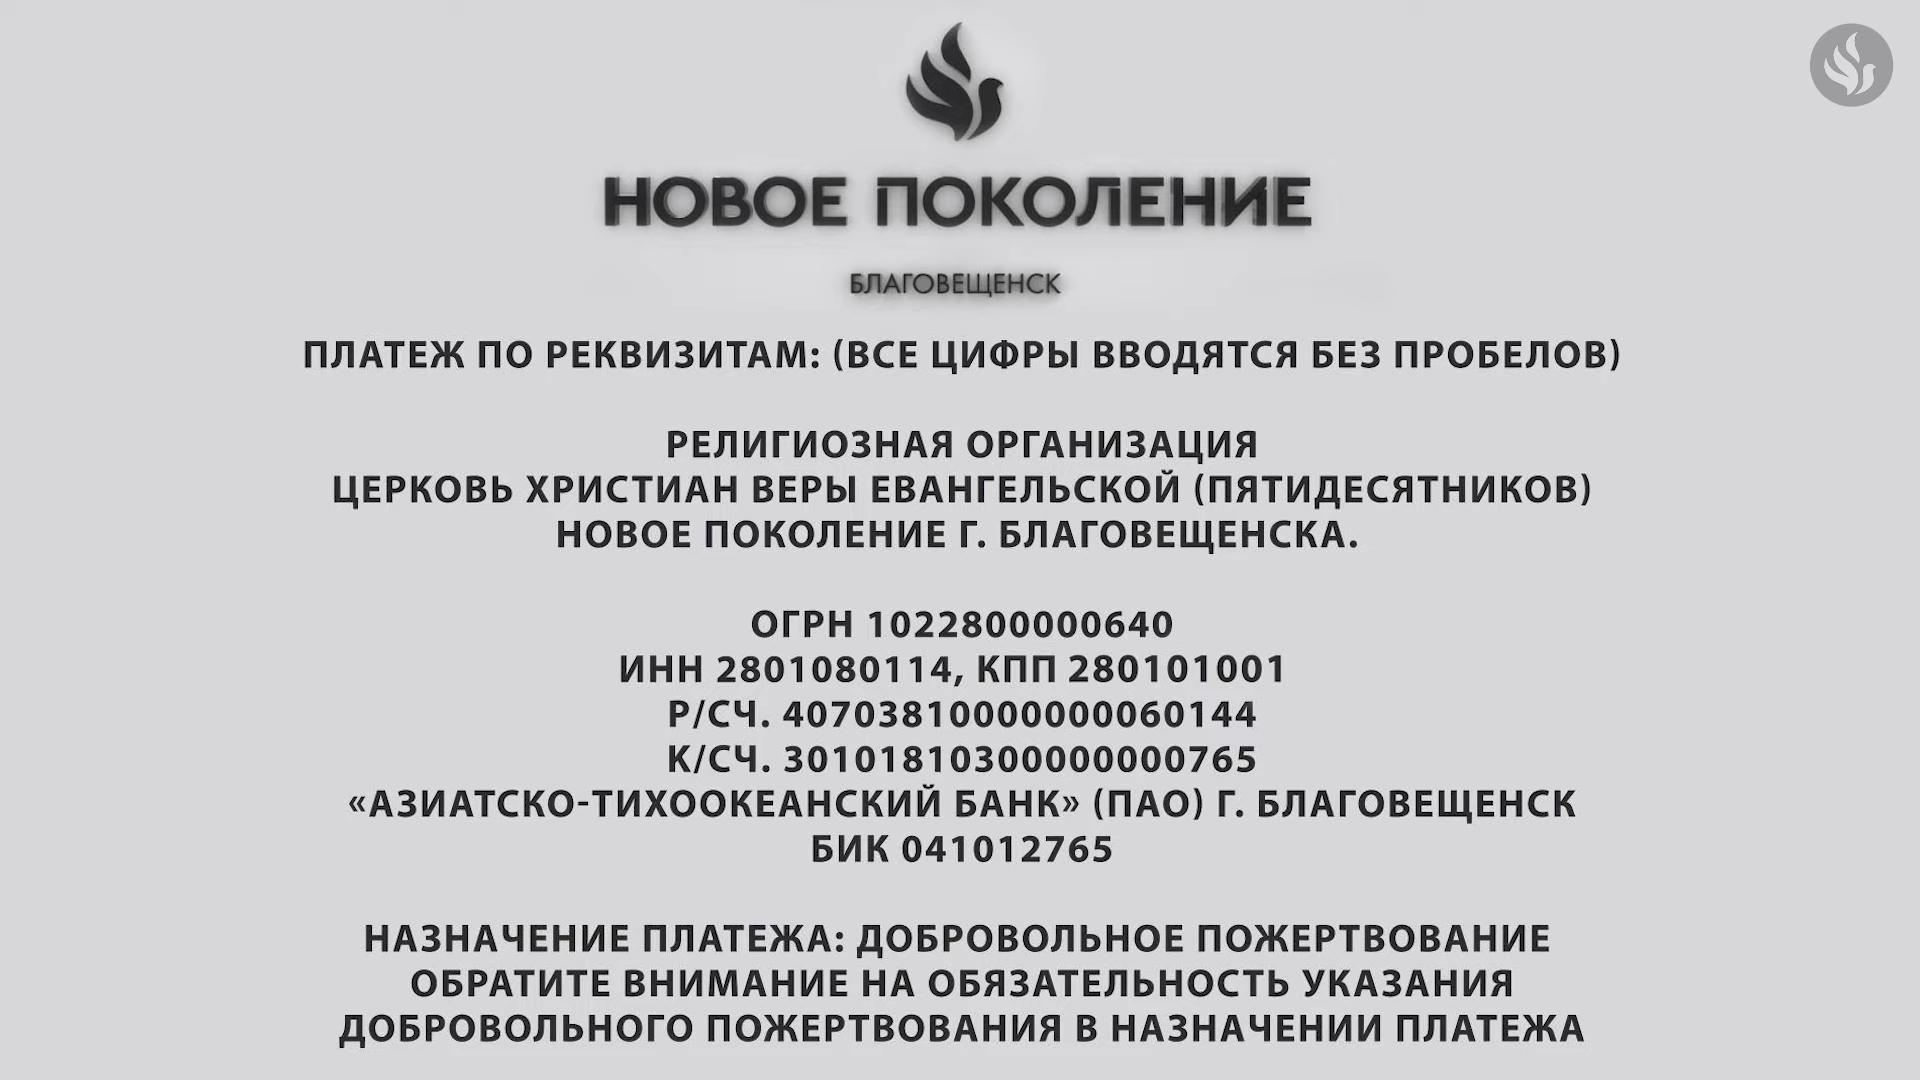 НОВОЕ ПОКОЛЕНИЕ
БЛАГОВЕЩЕНСК
ПЛАТЕЖ ПО РЕКВИЗИТАМ: (ВСЕ ЦИФРЫ ВВОДЯТСЯ БЕЗ ПРОБЕЛОВ)
РЕЛИГИОЗНАЯ ОРГАНИЗАЦИЯ
ЦЕРКОВЬ ХРИСТИАН ВЕРЫ ЕВАНГЕЛЬСКОЙ (ПЯТИДЕСЯТНИКОВ)
НОВОЕ ПОКОЛЕНИЕ Г. БЛАГОВЕЩЕНСКА.
ОГРН 1022800000640
ИНН 2801080114, КПП 280101001
Р/СЧ. 40703810000000060144
К/СЧ. 30101810300000000765
«АЗИАТСКО-ТИХООКЕАНСКИЙ БАНК» (ПАО) Г. БЛАГОВЕЩЕНСК
БИК 041012765
НАЗНАЧЕНИЕ ПЛАТЕЖА: ДОБРОВОЛЬНОЕ ПОЖЕРТВОВАНИЕ
ОБРАТИТЕ ВНИМАНИЕ НА ОБЯЗАТЕЛЬНОСТЬ УКАЗАНИЯ
ДОБРОВОЛЬНОГО ПОЖЕРТВОВАНИЯ В НАЗНАЧЕНИИ ПЛАТЕЖА